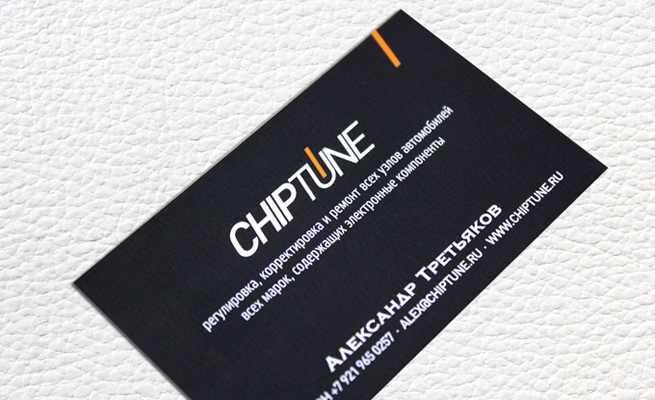 CHIPTUNE
регулировка, корректировка и ремонт всех узлов автомобилей
всех марок, содержащих электронные компоненты
Александр Третьяков
+7 921 965 0257 · ALEX@CHIPTUNE.RU · WWW.CHIPTUNE.RU